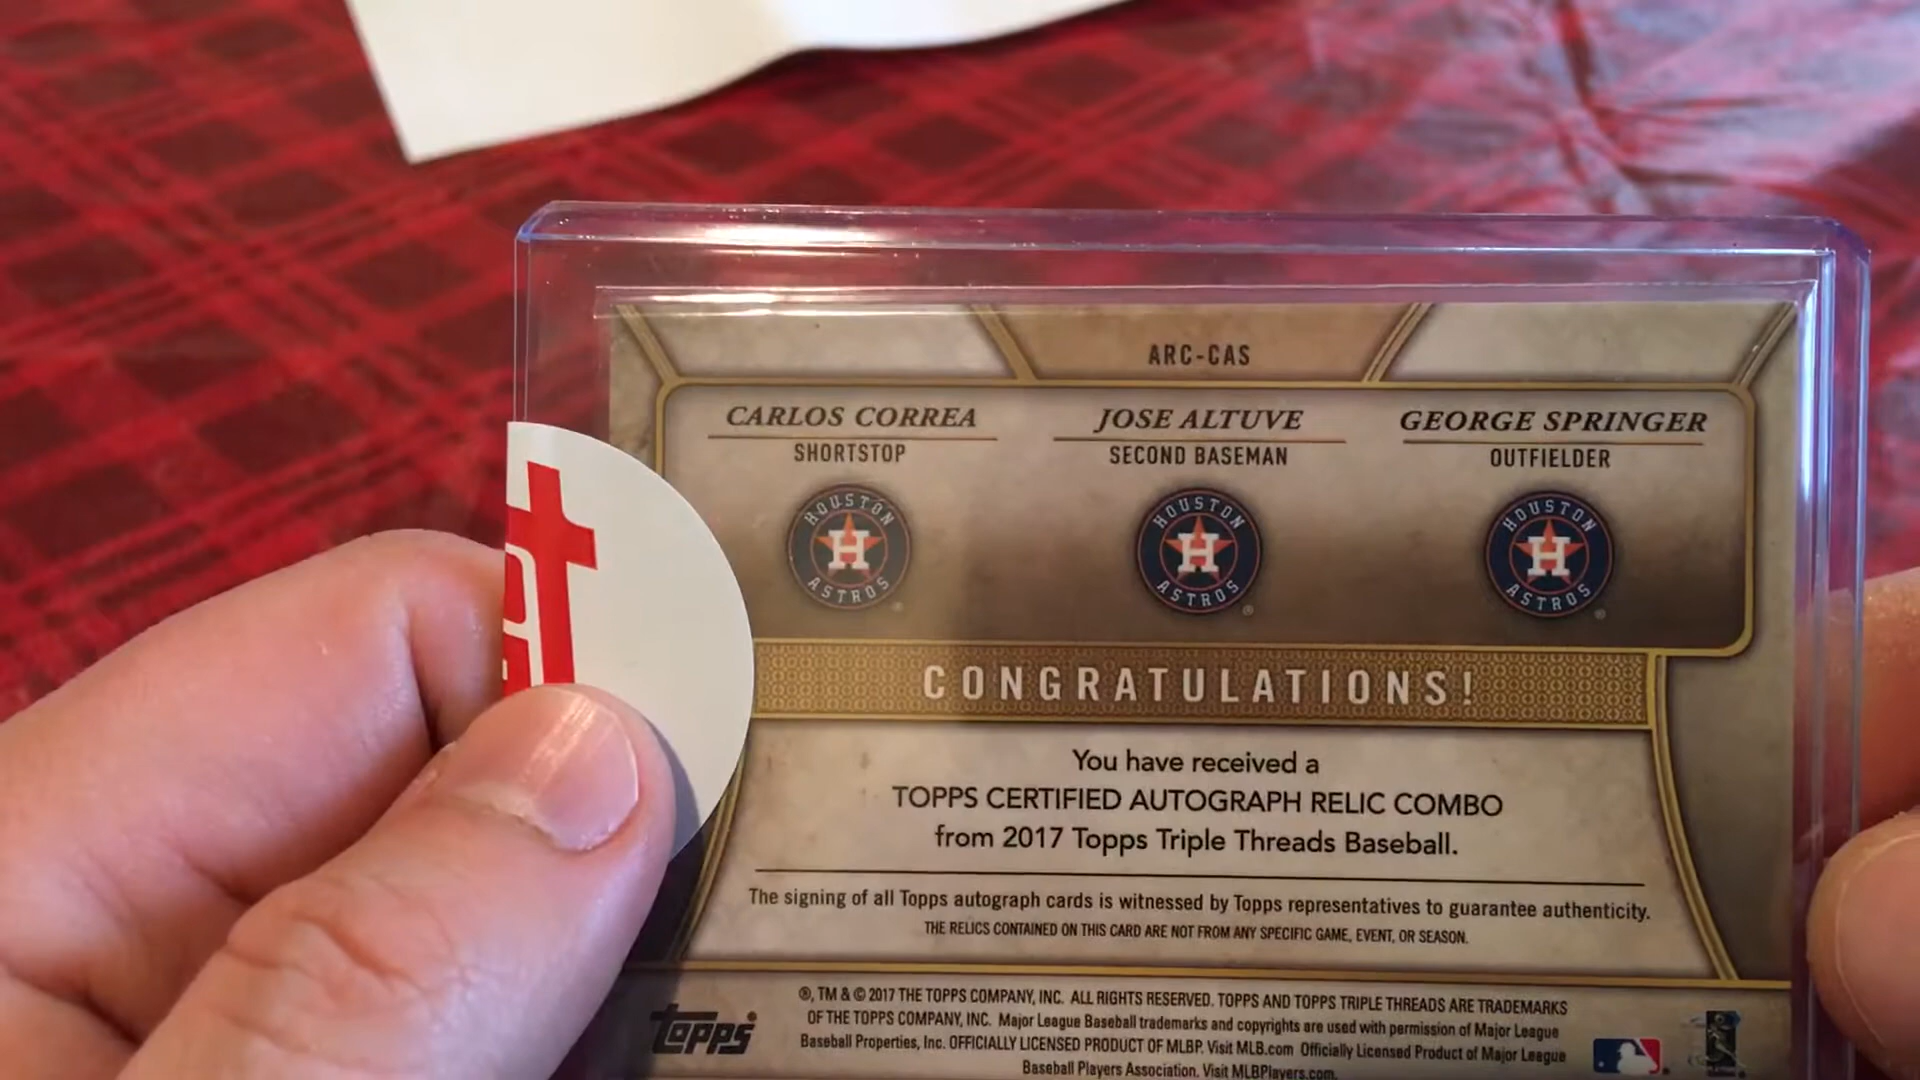 ARC-CAS
CARLOS CORREA
SHORTSTOP
JOSE ALTUVE
SECOND BASEMAN
GEORGE SPRINGER
OUTFIELDER
HOUSTON
H
ASTROS
®
HOUSTON
H
ASTROS
®
HOUSTON
H
ASTROS
®
CONGRATULATIONS!
You have received a
TOPPS CERTIFIED AUTOGRAPH RELIC COMBO
from 2017 Topps Triple Threads Baseball.
The signing of all Topps autograph cards is witnessed by Topps representatives to guarantee authenticity.
THE RELICS CONTAINED ON THIS CARD ARE NOT FROM ANY SPECIFIC GAME, EVENT, OR SEASON.
topps
®, TM & © 2017 THE TOPPS COMPANY, INC. ALL RIGHTS RESERVED. TOPPS AND TOPPS TRIPLE THREADS ARE TRADEMARKS
OF THE TOPPS COMPANY, INC. Major League Baseball trademarks and copyrights are used with permission of Major League
Baseball Properties, Inc. OFFICIALLY LICENSED PRODUCT OF MLBP. Visit MLB.com Officially Licensed Product of Major League
Baseball Players Association. Visit MLBPlayers.com.